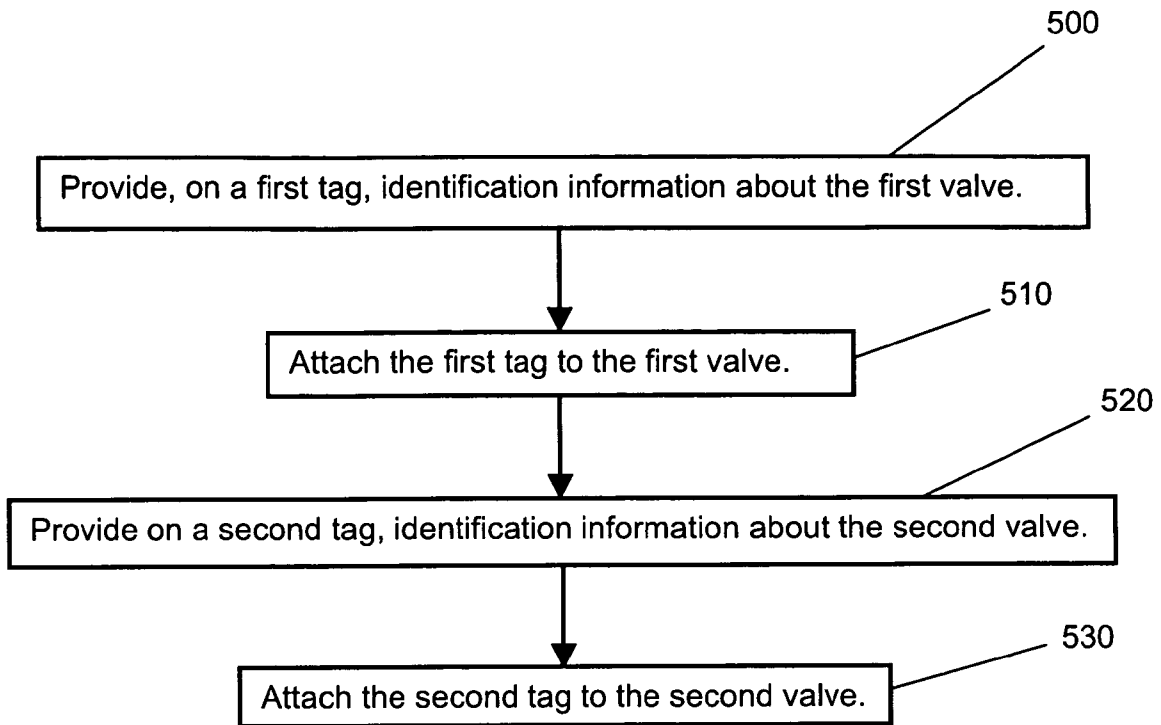 500
Provide, on a first tag, identification information about the first valve.
510
Attach the first tag to the first valve.
520
Provide on a second tag, identification information about the second valve.
530
Attach the second tag to the second valve.